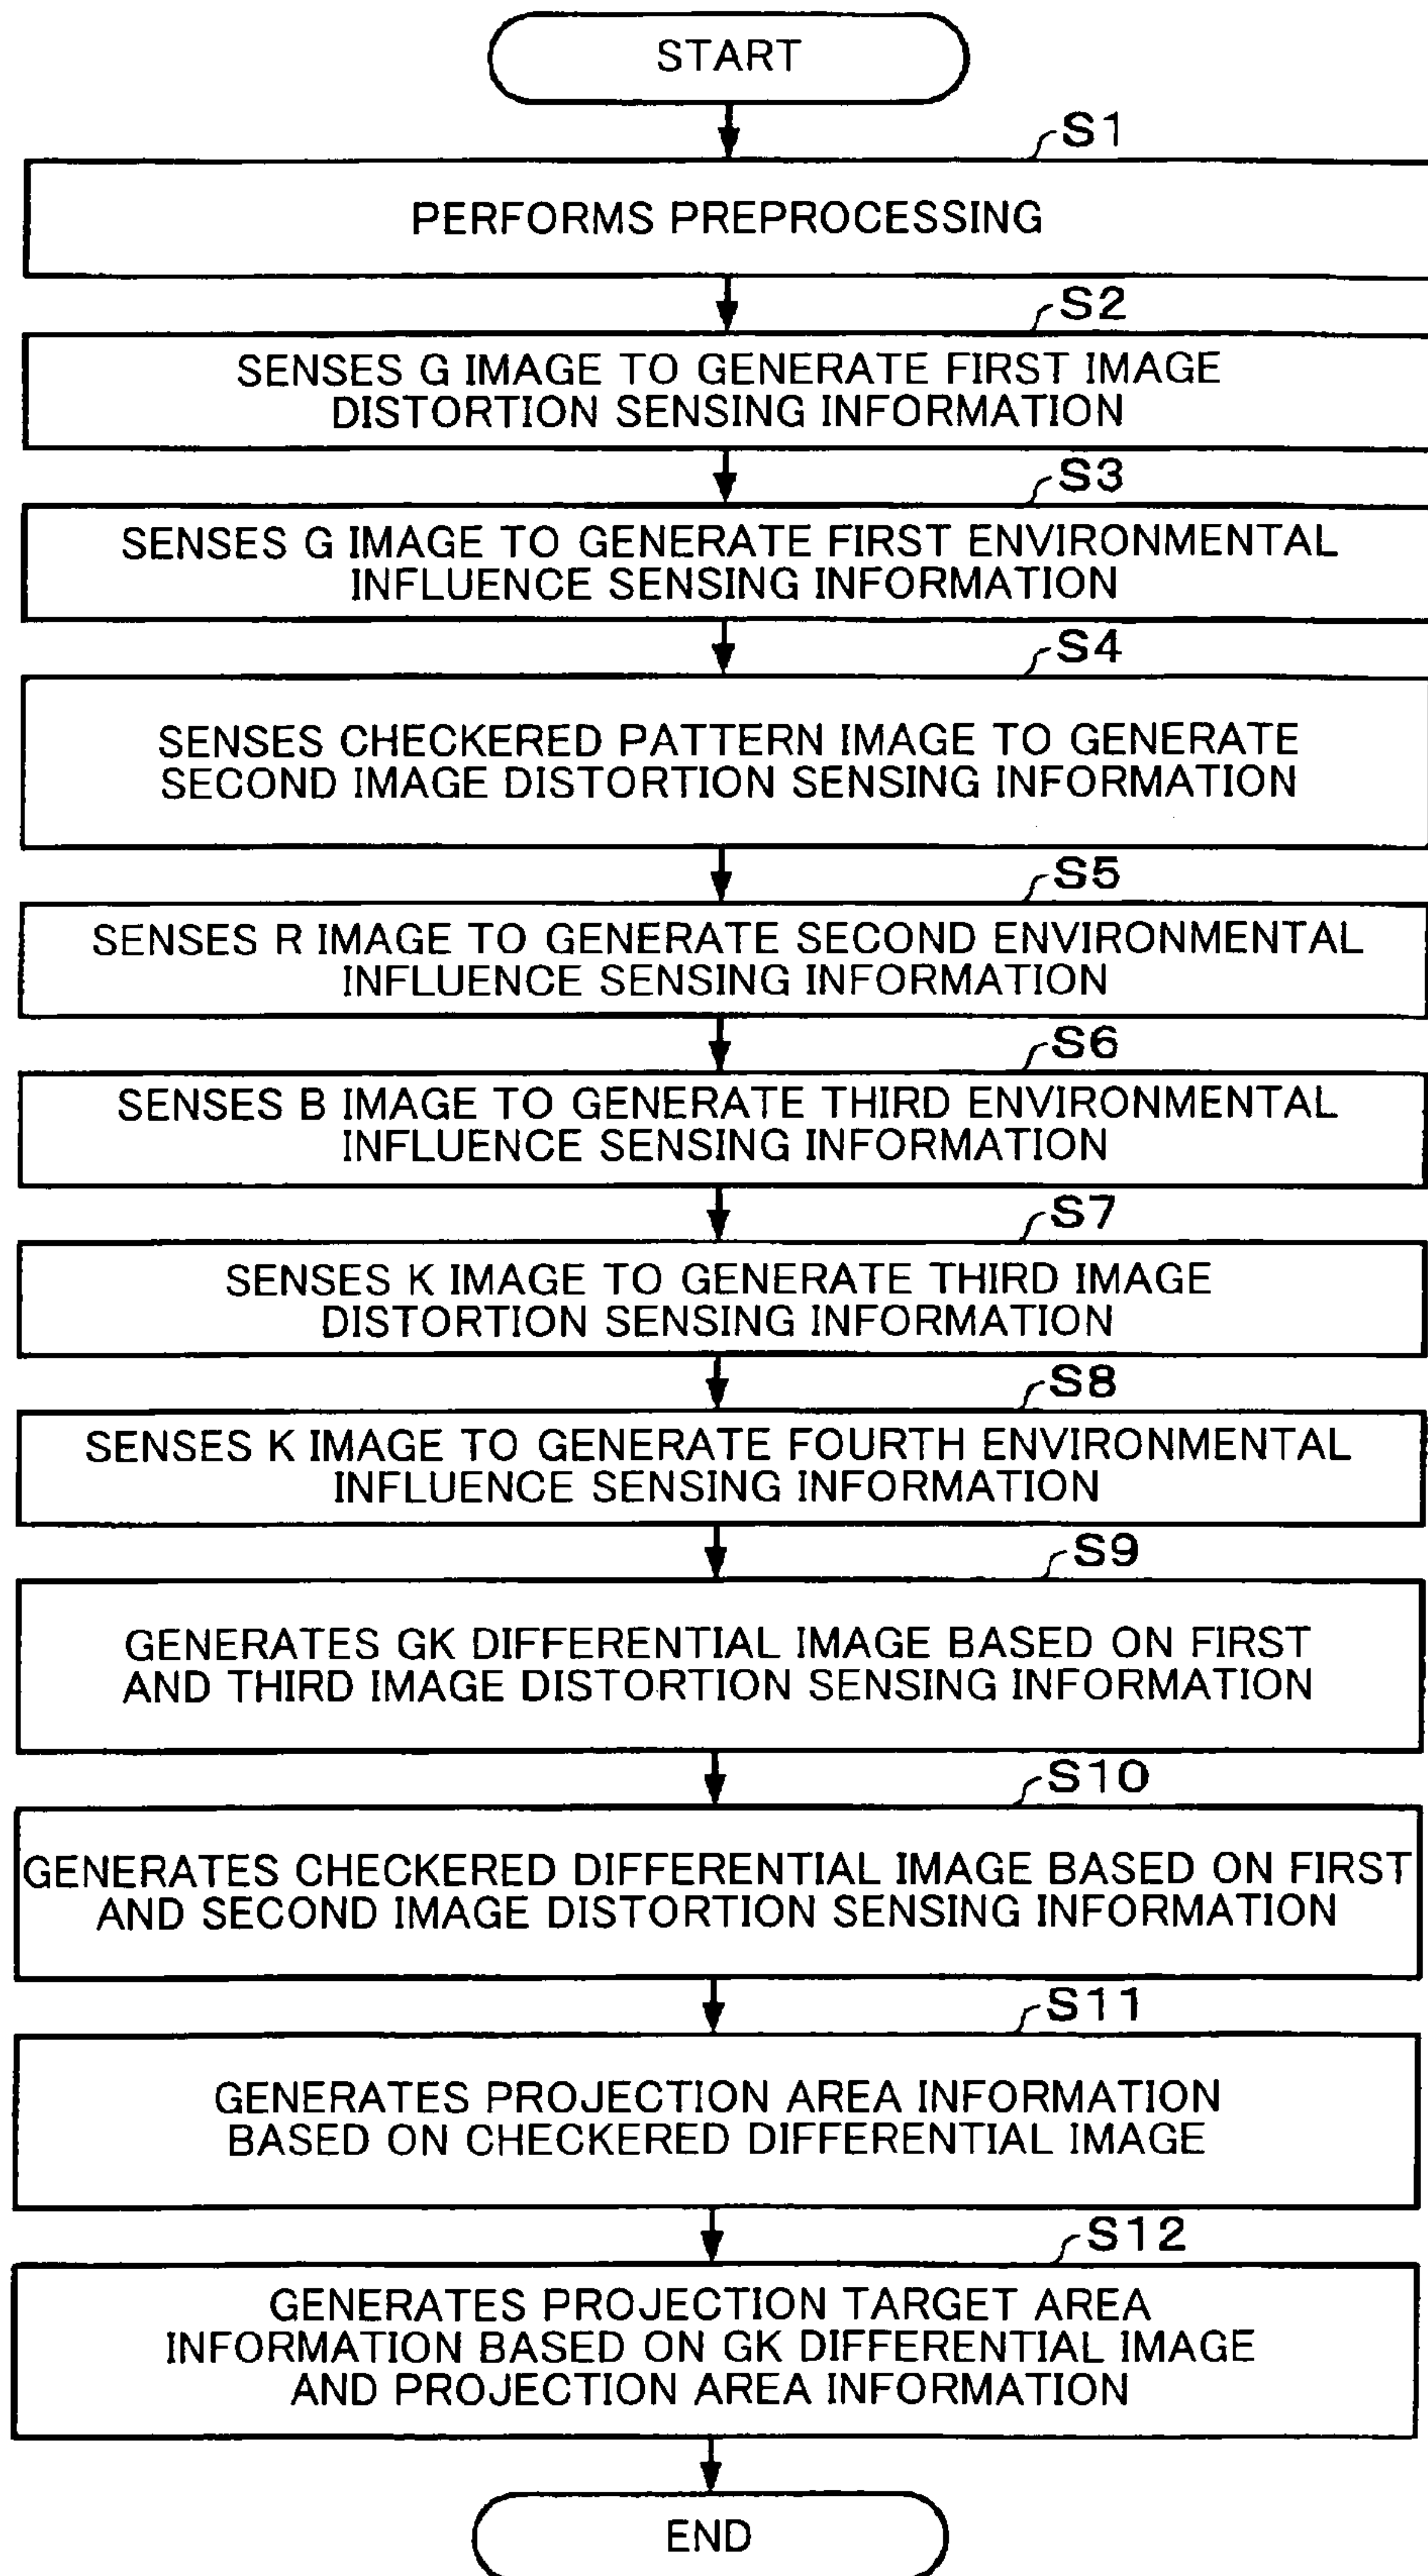 START
S1
PERFORMS PREPROCESSING
S2
SENSES G IMAGE TO GENERATE FIRST IMAGE
DISTORTION SENSING INFORMATION
S3
SENSES G IMAGE TO GENERATE FIRST ENVIRONMENTAL
INFLUENCE SENSING INFORMATION
S4
SENSES CHECKERED PATTERN IMAGE TO GENERATE
SECOND IMAGE DISTORTION SENSING INFORMATION
S5
SENSES R IMAGE TO GENERATE SECOND ENVIRONMENTAL
INFLUENCE SENSING INFORMATION
S6
SENSES B IMAGE TO GENERATE THIRD ENVIRONMENTAL
INFLUENCE SENSING INFORMATION
S7
SENSES K IMAGE TO GENERATE THIRD IMAGE
DISTORTION SENSING INFORMATION
S8
SENSES K IMAGE TO GENERATE FOURTH ENVIRONMENTAL
INFLUENCE SENSING INFORMATION
S9
GENERATES GK DIFFERENTIAL IMAGE BASED ON FIRST
AND THIRD IMAGE DISTORTION SENSING INFORMATION
S10
GENERATES CHECKERED DIFFERENTIAL IMAGE BASED ON FIRST
AND SECOND IMAGE DISTORTION SENSING INFORMATION
S11
GENERATES PROJECTION AREA INFORMATION
BASED ON CHECKERED DIFFERENTIAL IMAGE
S12
GENERATES PROJECTION TARGET AREA
INFORMATION BASED ON GK DIFFERENTIAL IMAGE
AND PROJECTION AREA INFORMATION
END